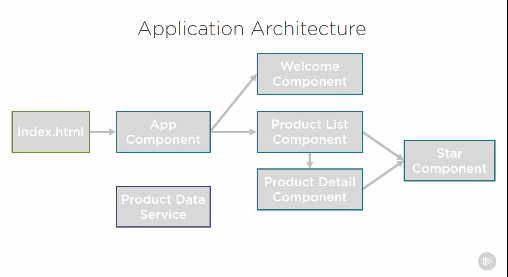 Application Architecture
Welcome
Component
index.html
App
Component
Product List
Component
Star
Component
Product Detail
Component
Product Data
Service